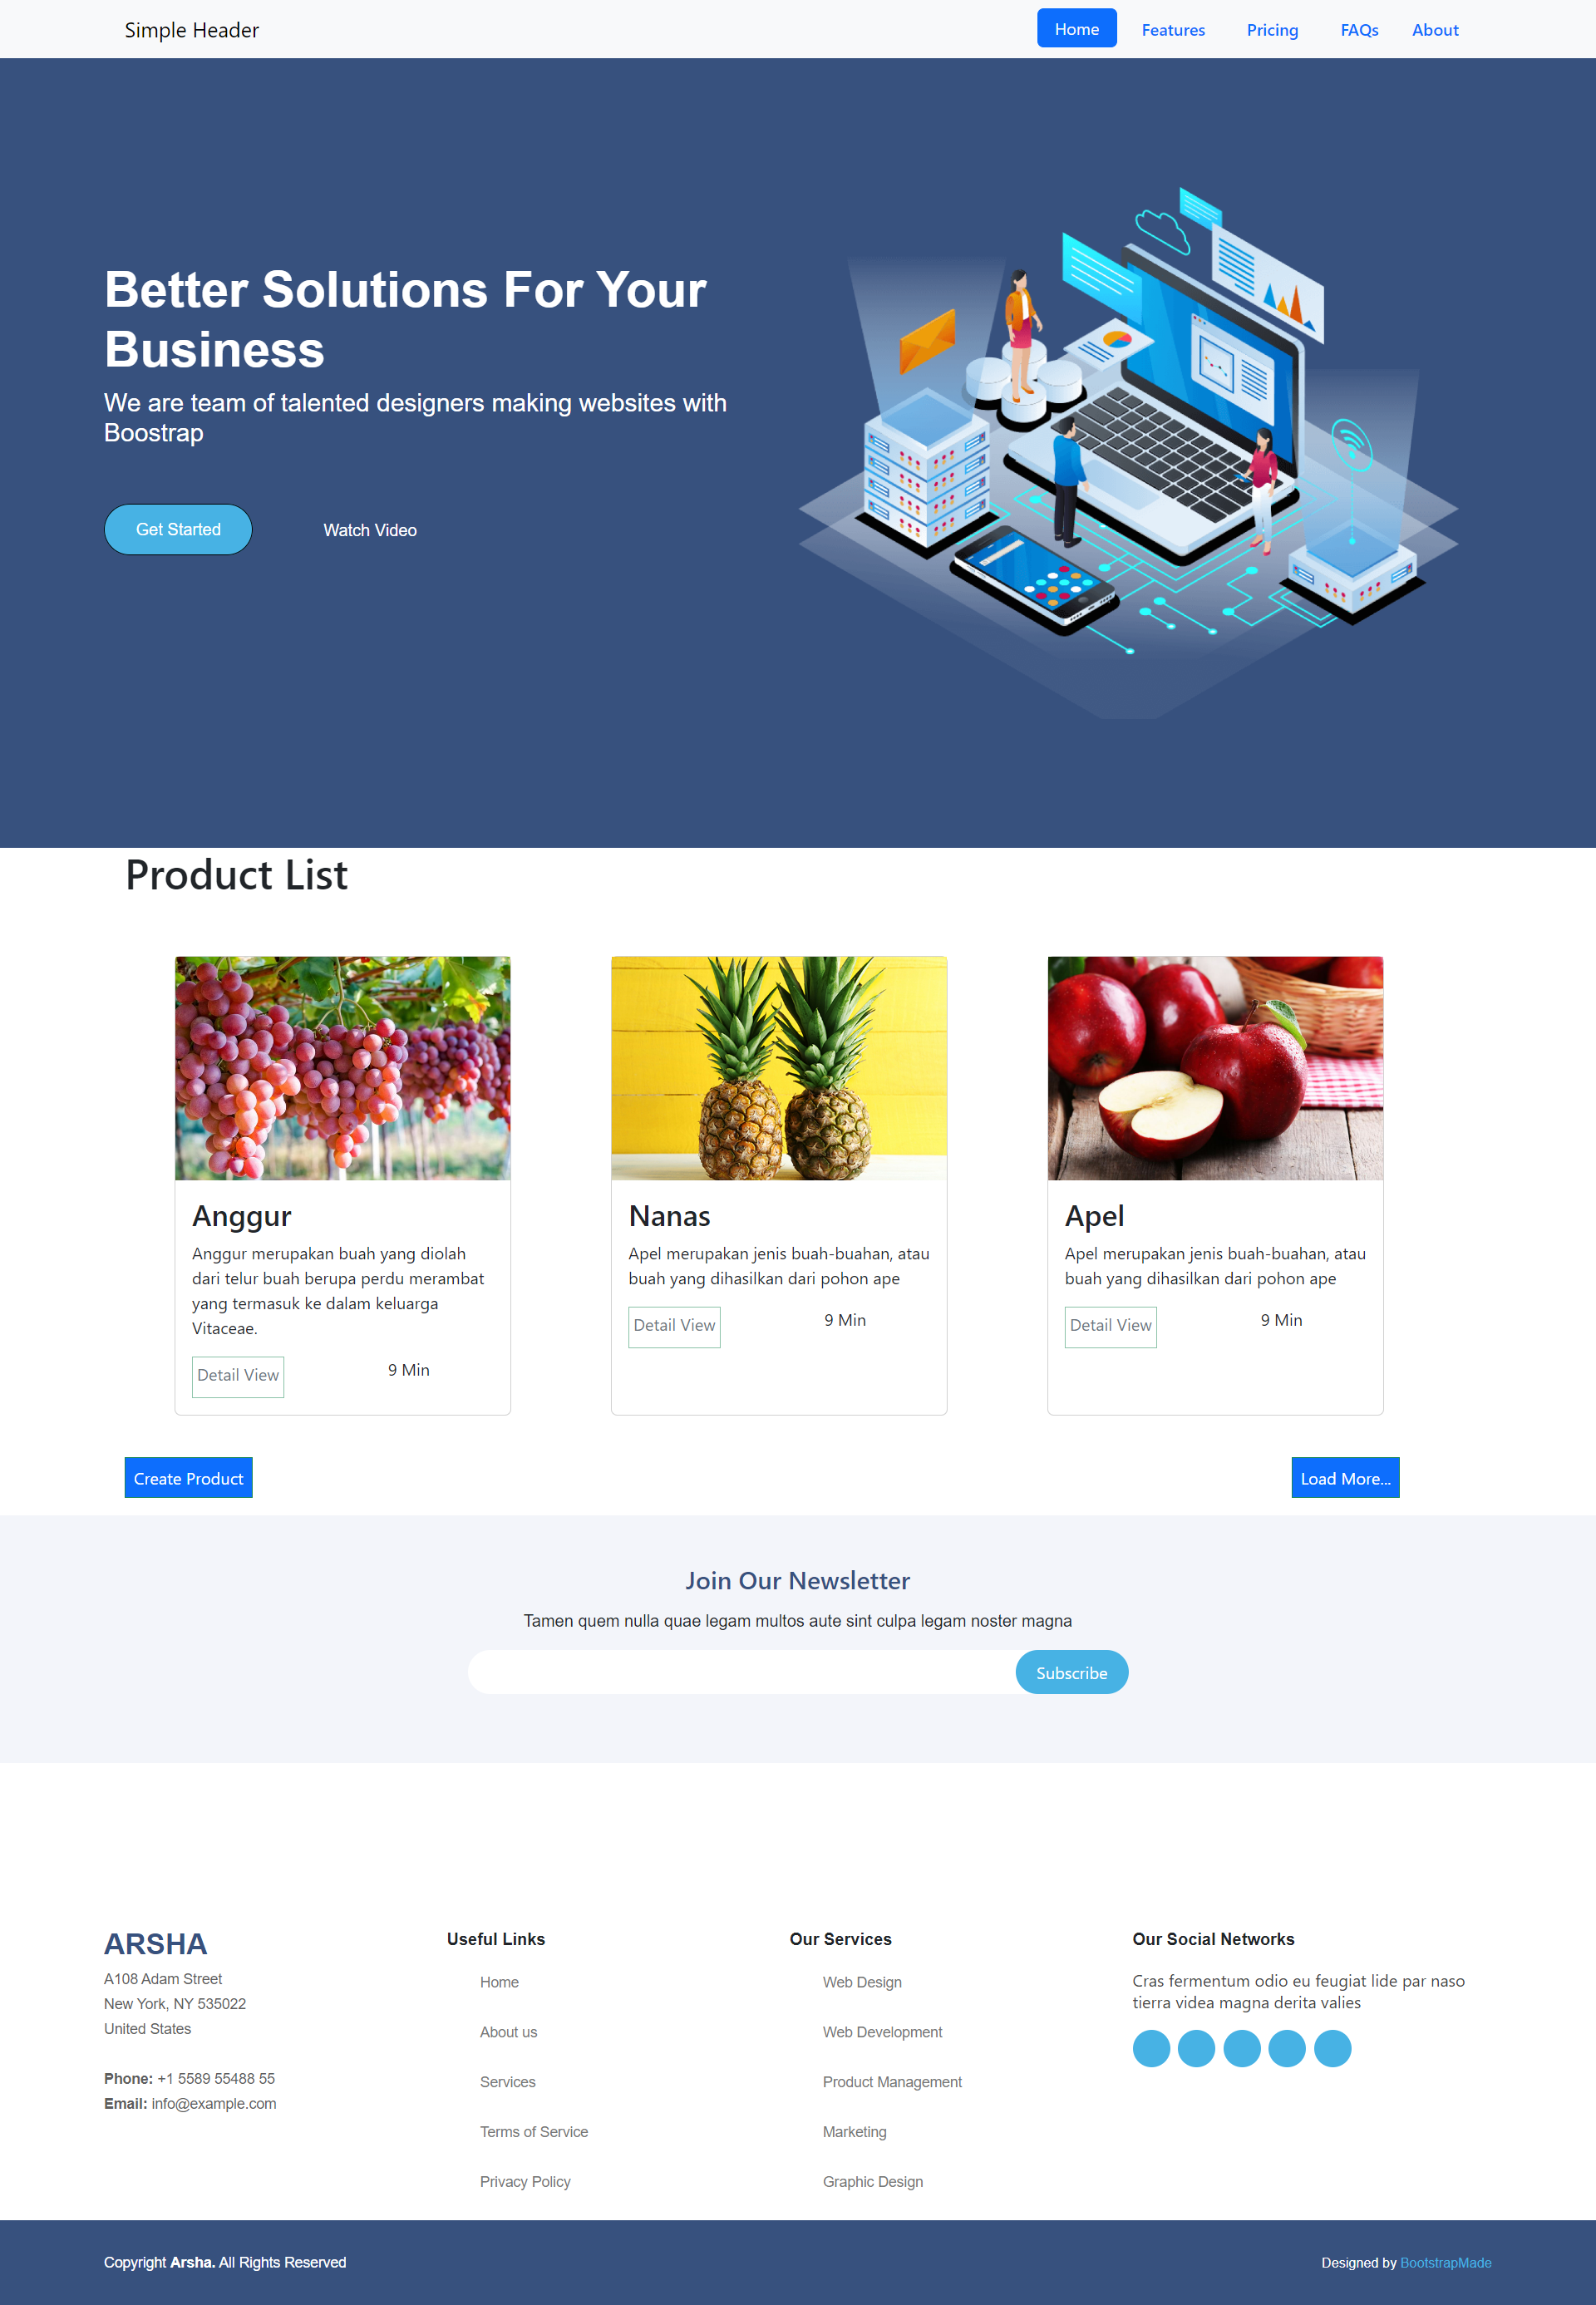 Simple Header
Home
Features
Pricing
FAQs
About
Better Solutions For Your
Business
We are team of talented designers making websites with
Boostrap
Get Started
Watch Video
Product List
Anggur
Anggur merupakan buah yang diolah
dari telur buah berupa perdu merambat
yang termasuk ke dalam keluarga
Vitaceae.
Detail View
9 Min
Nanas
Apel merupakan jenis buah-buahan, atau
buah yang dihasilkan dari pohon ape
Detail View
9 Min
Apel
Apel merupakan jenis buah-buahan, atau
buah yang dihasilkan dari pohon ape
Detail View
9 Min
Create Product
Load More...
Join Our Newsletter
Tamen quem nulla quae legam multos aute sint culpa legam noster magna
Subscribe
ARSHA
A108 Adam Street
New York, NY 535022
United States
Phone: +1 5589 55488 55
Email: info@example.com
Useful Links
Home
About us
Services
Terms of Service
Privacy Policy
Our Services
Web Design
Web Development
Product Management
Marketing
Graphic Design
Our Social Networks
Cras fermentum odio eu feugiat lide par naso
tierra videa magna derita valies
Copyright Arsha. All Rights Reserved
Designed by BootstrapMade